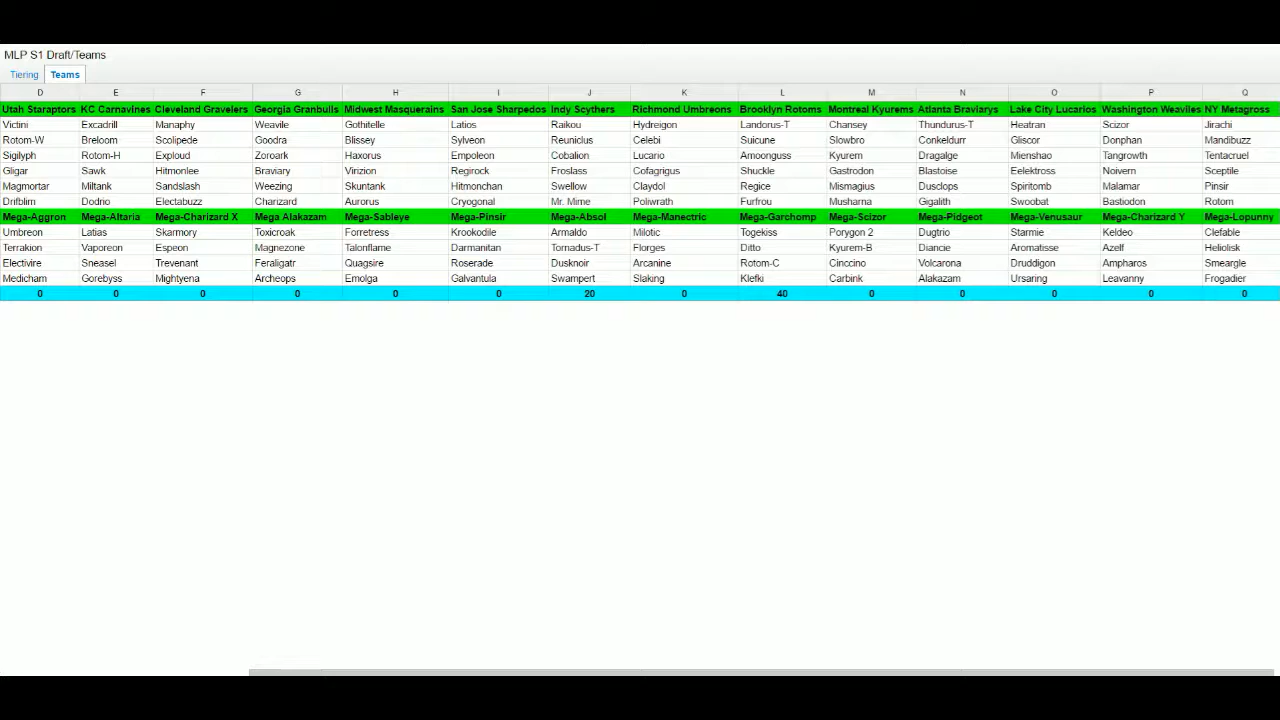 MLP S1 Draft/Teams
Tiering Teams
D E F G H I J K L M N O P Q
Utah Staraptors KC Carnavines Cleveland Gravelers Georgia Granbulls Midwest Masquerains San Jose Sharpedos Indy Scythers Richmond Umbreons Brooklyn Rotoms Montreal Kyurems Atlanta Braviarys Lake City Lucarios Washington Weaviles NY Metagross
Victini Excadrill Manaphy Weavile Gothitelle Latios Raikou Hydreigon Landorus-T Chansey Thundurus-T Heatran Scizor Jirachi
Rotom-W Breloom Scolipede Goodra Blissey Sylveon Reuniclus Celebi Suicune Slowbro Conkeldurr Gliscor Donphan Mandibuzz
Sigilyph Rotom-H Exploud Zoroark Haxorus Empoleon Cobalion Lucario Amoonguss Kyurem Dragalge Mienshao Tangrowth Tentacruel
Gligar Sawk Hitmonlee Braviary Virizion Regirock Froslass Cofagrigus Shuckle Gastrodon Blastoise Eelektross Noivern Sceptile
Magmortar Miltank Sandslash Weezing Skuntank Hitmonchan Swellow Claydol Regice Mismagius Dusclops Spiritomb Malamar Pinsir
Drifblim Dodrio Electabuzz Charizard Aurorus Cryogonal Mr. Mime Poliwrath Furfrou Musharna Gigalith Swoobat Bastiodon Rotom
Mega-Aggron Mega-Altaria Mega-Charizard X Mega Alakazam Mega-Sableye Mega-Pinsir Mega-Absol Mega-Manectric Mega-Garchomp Mega-Scizor Mega-Pidgeot Mega-Venusaur Mega-Charizard Y Mega-Lopunny
Umbreon Latias Skarmory Toxicroak Forretress Krookodile Armaldo Milotic Togekiss Porygon 2 Dugtrio Starmie Keldeo Clefable
Terrakion Vaporeon Espeon Magnezone Talonflame Darmanitan Tornadus-T Florges Ditto Kyurem-B Diancie Aromatisse Azelf Heliolisk
Electivire Sneasel Trevenant Feraligatr Quagsire Roserade Dusknoir Arcanine Rotom-C Cinccino Volcarona Druddigon Ampharos Smeargle
Medicham Gorebyss Mightyena Archeops Emolga Galvantula Swampert Slaking Klefki Carbink Alakazam Ursaring Leavanny Frogadier
0 0 0 0 0 0 20 0 40 0 0 0 0 0